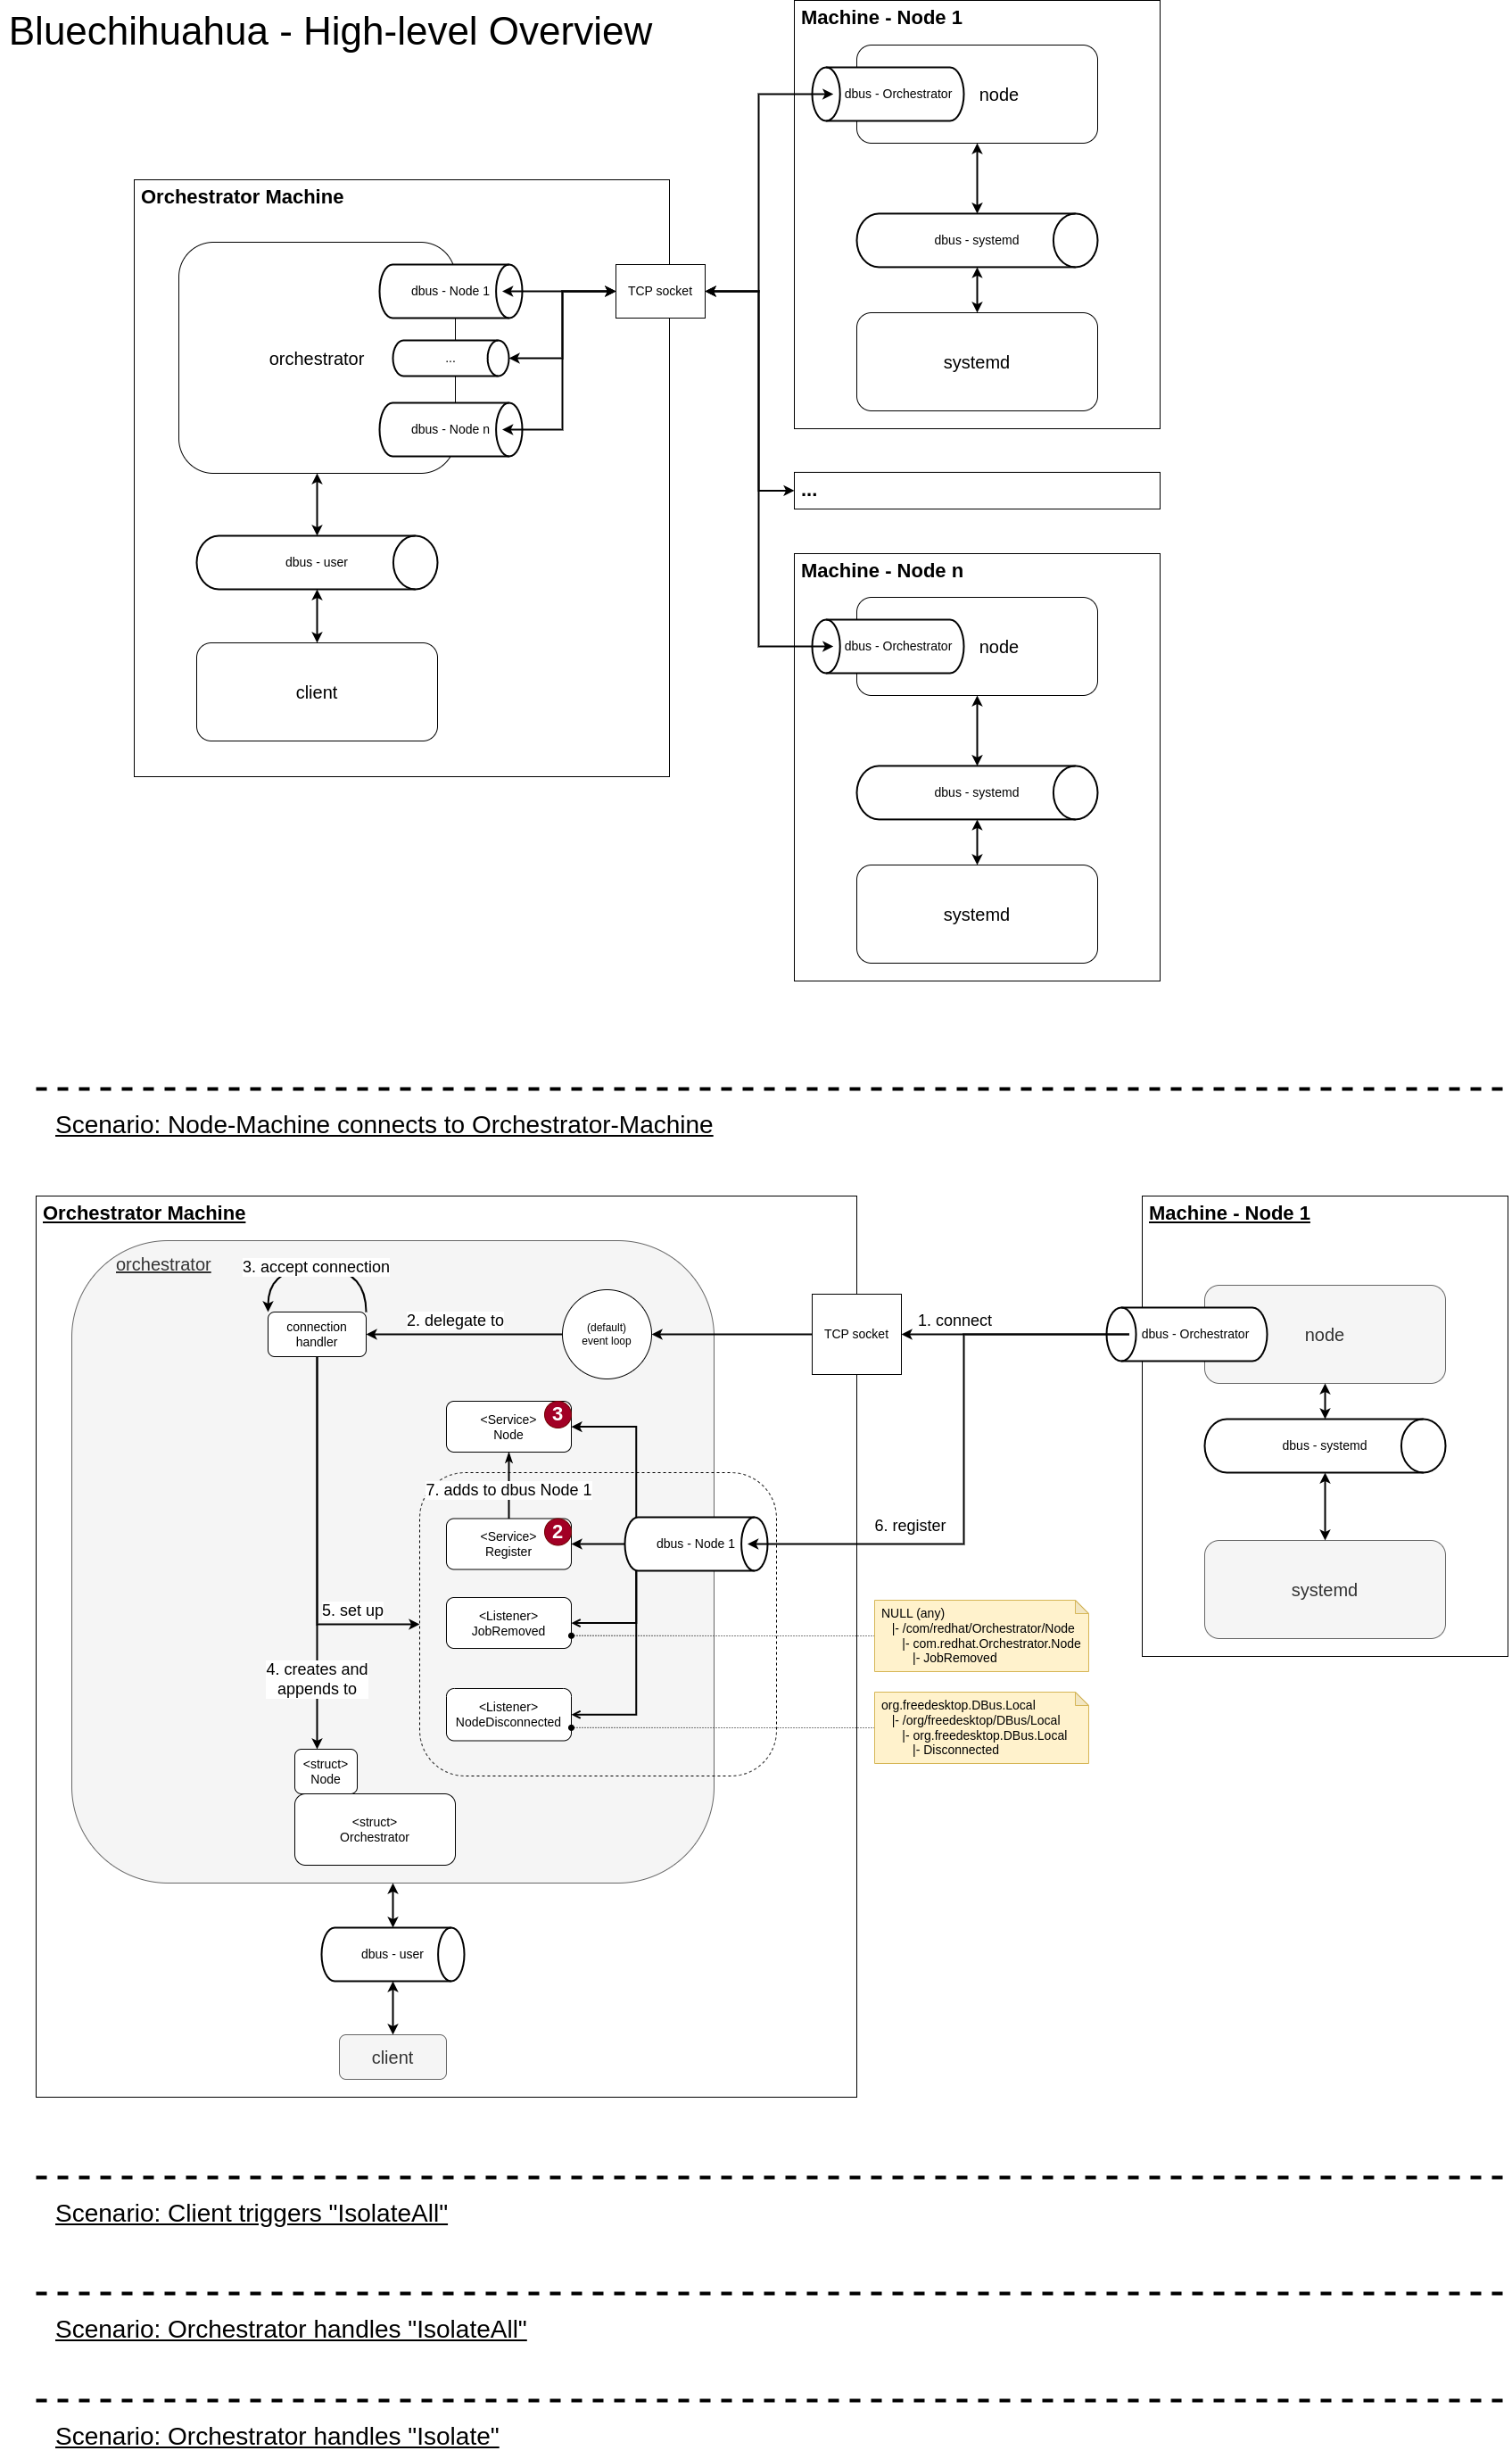 Bluechihuahua - High-level Overview
Machine - Node 1
dbus - Orchestrator
node
dbus - systemd
systemd
Orchestrator Machine
orchestrator
dbus - Node 1
...
dbus - Node n
TCP socket
dbus - user
client
...
Machine - Node n
dbus - Orchestrator
node
dbus - systemd
systemd
Scenario: Node-Machine connects to Orchestrator-Machine
Orchestrator Machine
orchestrator
3. accept connection
connection
handler
2. delegate to
(default)
event loop
TCP socket
1. connect
<Service>
Node
3
7. adds to dbus Node 1
<Service>
Register
2
dbus - Node 1
6. register
<Listener>
JobRemoved
5. set up
4. creates and
appends to
<Listener>
NodeDisconnected
<struct>
Node
<struct>
Orchestrator
dbus - user
client
NULL (any)
|- /com/redhat/Orchestrator/Node
|- com.redhat.Orchestrator.Node
|- JobRemoved
org.freedesktop.DBus.Local
|- /org/freedesktop/DBus/Local
|- org.freedesktop.DBus.Local
|- Disconnected
Machine - Node 1
dbus - Orchestrator
node
dbus - systemd
systemd
Scenario: Client triggers "IsolateAll"
Scenario: Orchestrator handles "IsolateAll"
Scenario: Orchestrator handles "Isolate"